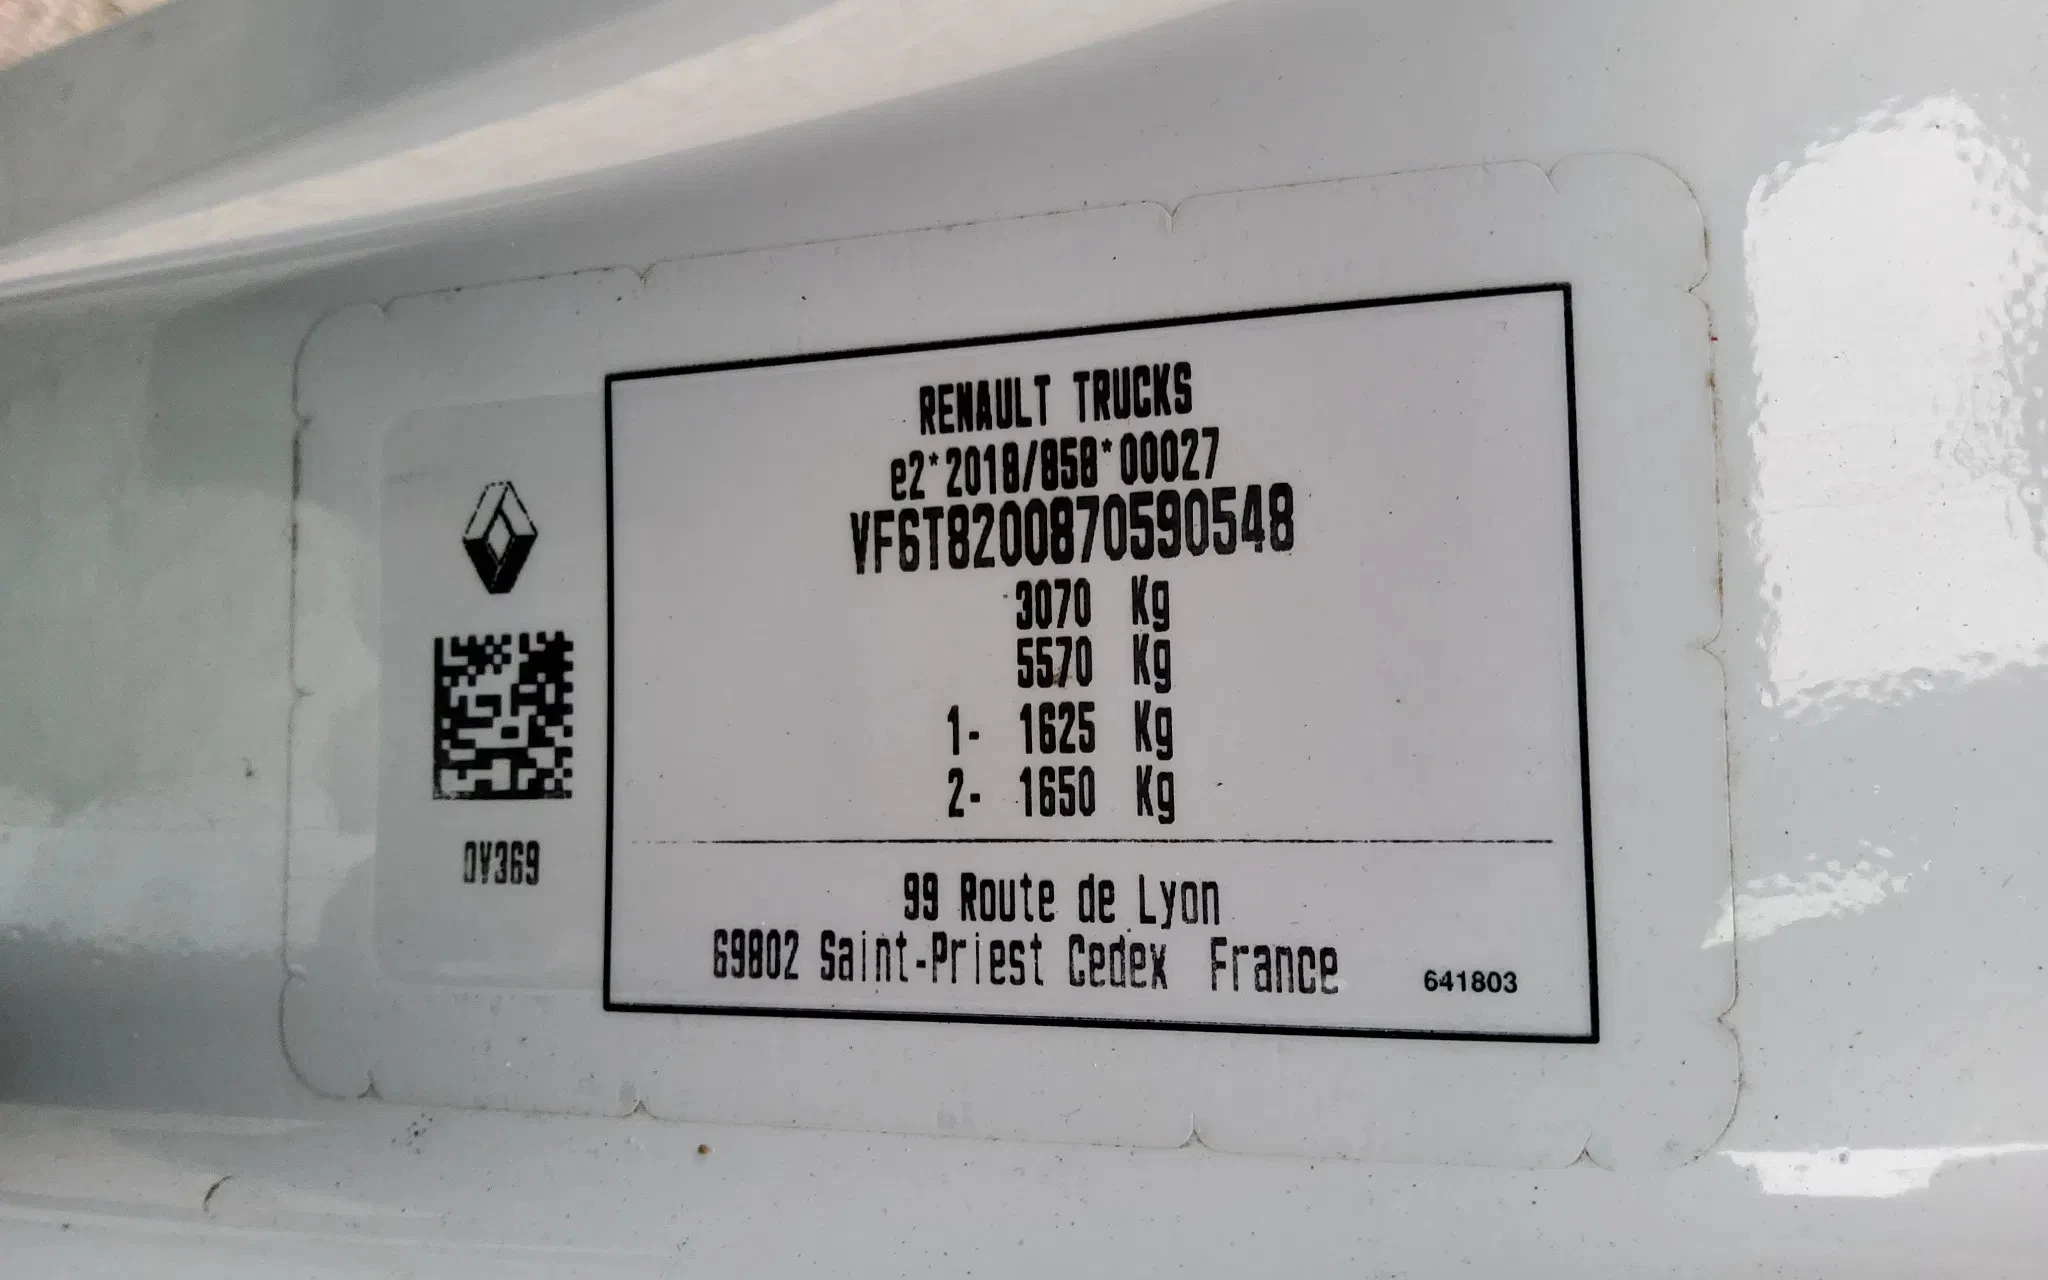 RENAULT TRUCKS
e2*2018/858*00027
VF6T8200870590548
3070 Kg
5570 Kg
1- 1625 Kg
2- 1650 Kg
0V369
99 Route de Lyon
69802 Saint-Priest Cedex France
641803